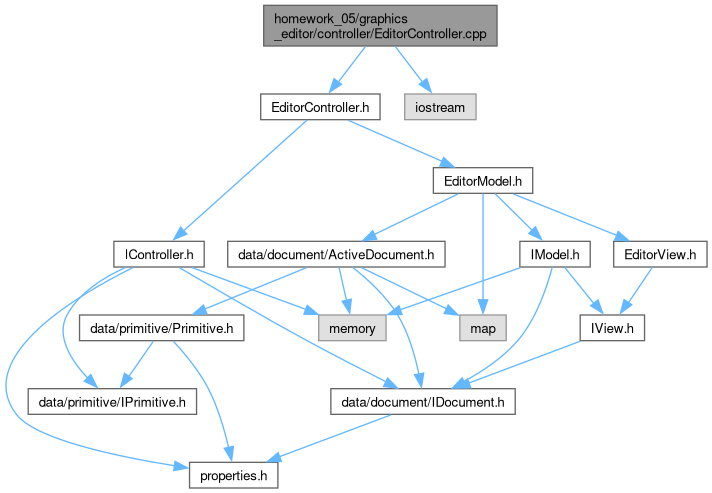 homework_05/graphics
_editor/controller/EditorController.cpp
EditorController.h
iostream
EditorModel.h
IController.h
data/document/ActiveDocument.h
IModel.h
EditorView.h
data/primitive/Primitive.h
memory
map
IView.h
data/primitive/IPrimitive.h
data/document/IDocument.h
properties.h